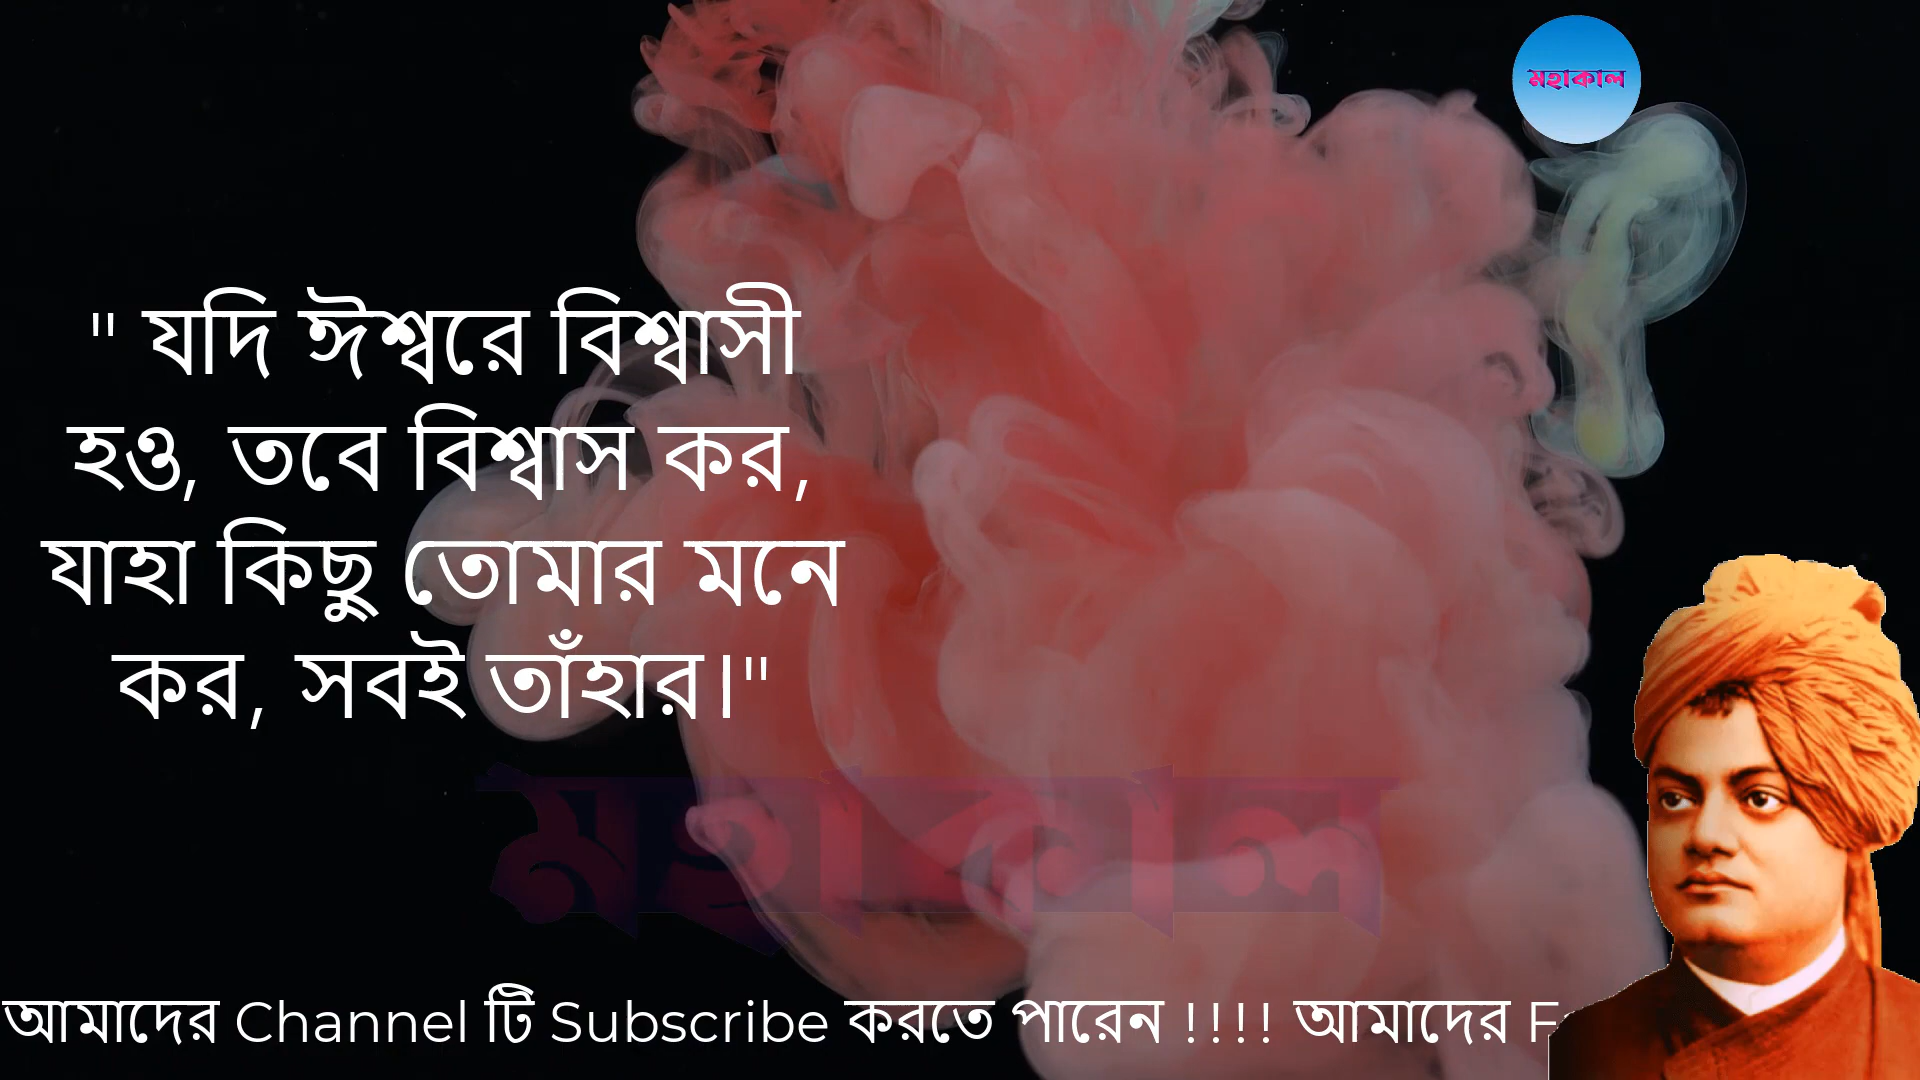 মহাকাল
" যদি ঈশ্বরে বিশ্বাসী
হও, তবে বিশ্বাস কর,
যাহা কিছু তোমার মনে
কর, সবই তাঁহার।"
মহাকাল
আমাদের Channel টি Subscribe করতে পারেন !!!! আমাদের